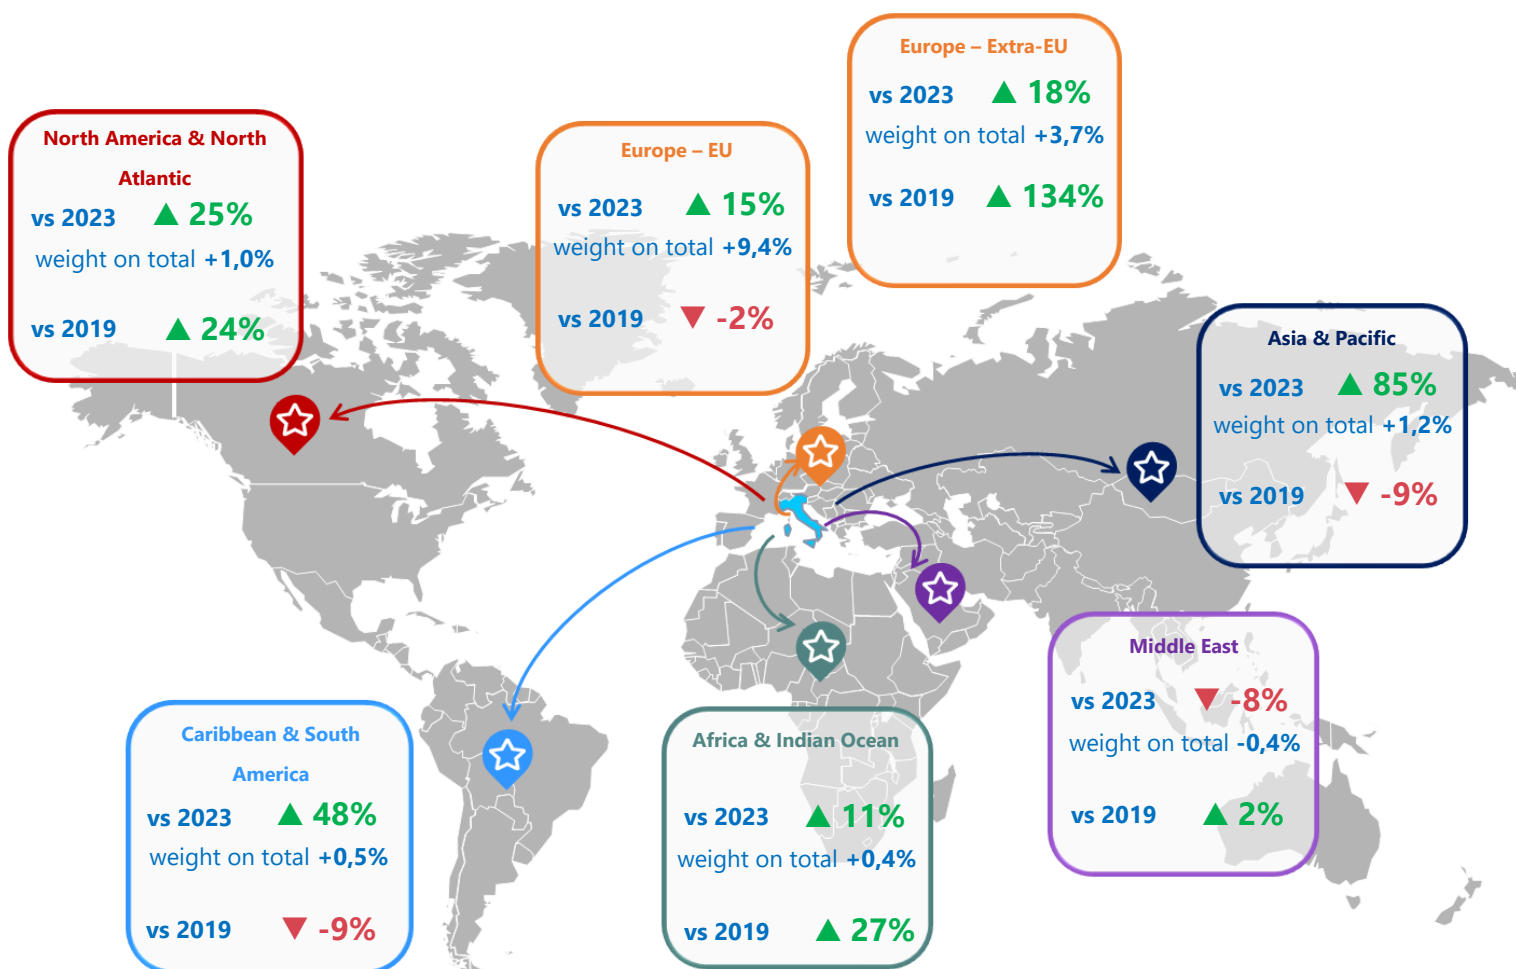 Europe – Extra-EU
vs 2023 ▲ 18%
weight on total +3,7%
vs 2019 ▲ 134%
North America & North
Atlantic
vs 2023 ▲ 25%
weight on total +1,0%
vs 2019 ▲ 24%
Europe – EU
vs 2023 ▲ 15%
weight on total +9,4%
vs 2019 ▼ -2%
Asia & Pacific
vs 2023 ▲ 85%
weight on total +1,2%
vs 2019 ▼ -9%
Middle East
vs 2023 ▼ -8%
weight on total -0,4%
vs 2019 ▲ 2%
Caribbean & South
America
vs 2023 ▲ 48%
weight on total +0,5%
vs 2019 ▼ -9%
Africa & Indian Ocean
vs 2023 ▲ 11%
weight on total +0,4%
vs 2019 ▲ 27%